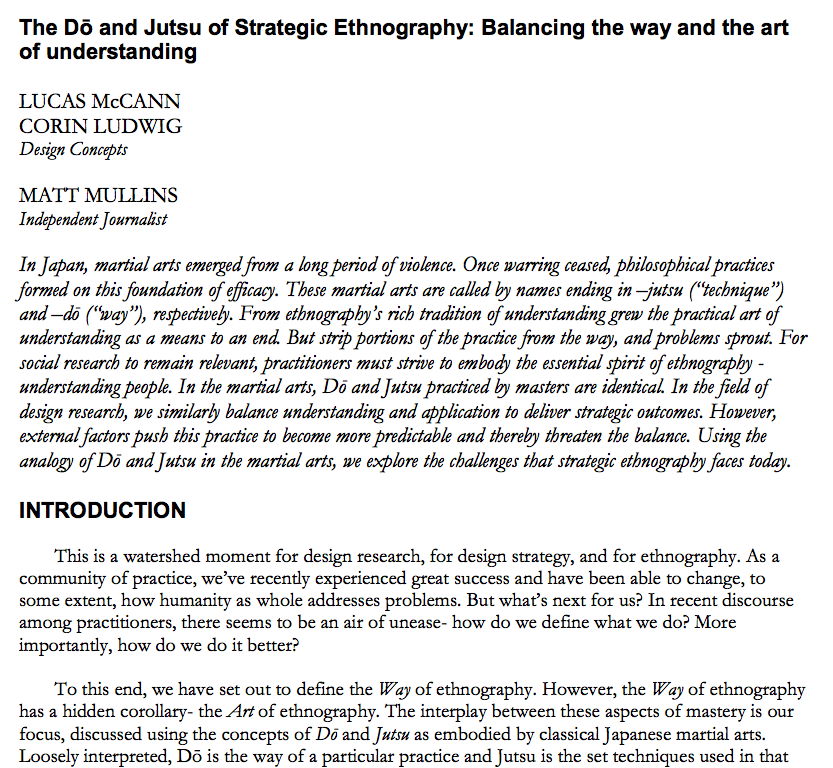 The Dō and Jutsu of Strategic Ethnography: Balancing the way and the art
of understanding
LUCAS McCANN
CORIN LUDWIG
Design Concepts
MATT MULLINS
Independent Journalist
In Japan, martial arts emerged from a long period of violence. Once warring ceased, philosophical practices
formed on this foundation of efficacy. These martial arts are called by names ending in –jutsu (“technique”)
and –dō (“way”), respectively. From ethnography’s rich tradition of understanding grew the practical art of
understanding as a means to an end. But strip portions of the practice from the way, and problems sprout. For
social research to remain relevant, practitioners must strive to embody the essential spirit of ethnography -
understanding people. In the martial arts, Dō and Jutsu practiced by masters are identical. In the field of
design research, we similarly balance understanding and application to deliver strategic outcomes. However,
external factors push this practice to become more predictable and thereby threaten the balance. Using the
analogy of Dō and Jutsu in the martial arts, we explore the challenges that strategic ethnography faces today.
INTRODUCTION
This is a watershed moment for design research, for design strategy, and for ethnography. As a
community of practice, we’ve recently experienced great success and have been able to change, to
some extent, how humanity as whole addresses problems. But what’s next for us? In recent discourse
among practitioners, there seems to be an air of unease- how do we define what we do? More
importantly, how do we do it better?
To this end, we have set out to define the Way of ethnography. However, the Way of ethnography
has a hidden corollary- the Art of ethnography. The interplay between these aspects of mastery is our
focus, discussed using the concepts of Dō and Jutsu as embodied by classical Japanese martial arts.
Loosely interpreted, Dō is the way of a particular practice and Jutsu is the set techniques used in that